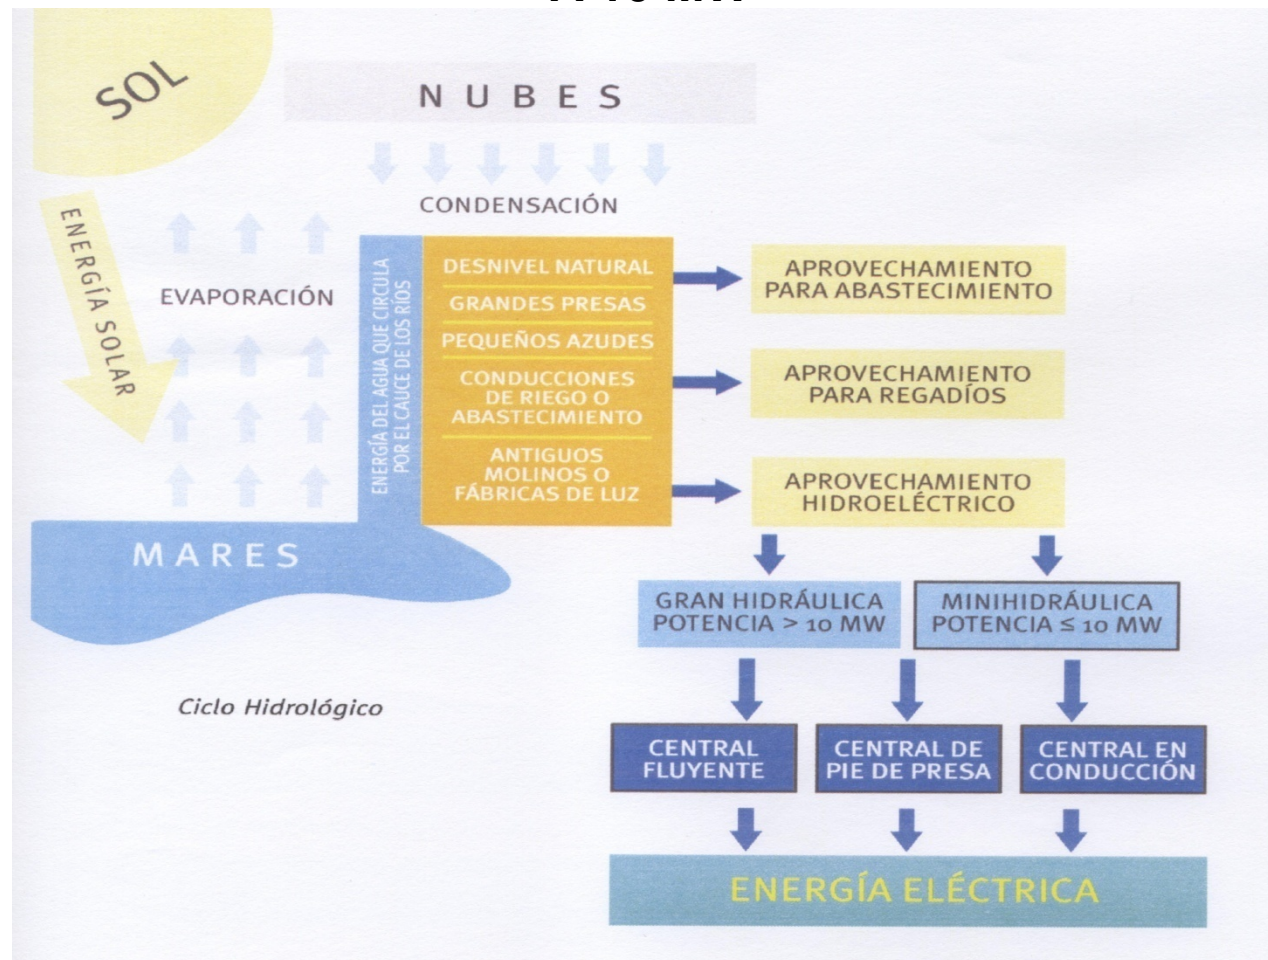 SOL
NUBES
CONDENSACIÓN
ENERGÍA SOLAR
EVAPORACIÓN
ENERGÍA DEL AGUA QUE CIRCULA
POR EL CAUCE DE LOS RÍOS
DESNIVEL NATURAL
GRANDES PRESAS
PEQUEÑOS AZUDES
CONDUCCIONES
DE RIEGO O
ABASTECIMIENTO
ANTIGUOS
MOLINOS O
FÁBRICAS DE LUZ
APROVECHAMIENTO
PARA ABASTECIMIENTO
APROVECHAMIENTO
PARA REGADÍOS
APROVECHAMIENTO
HIDROELÉCTRICO
MARES
GRAN HIDRÁULICA
POTENCIA > 10 MW
MINIHIDRÁULICA
POTENCIA ≤ 10 MW
Ciclo Hidrológico
CENTRAL
FLUYENTE
CENTRAL DE
PIE DE PRESA
CENTRAL EN
CONDUCCIÓN
ENERGÍA ELÉCTRICA